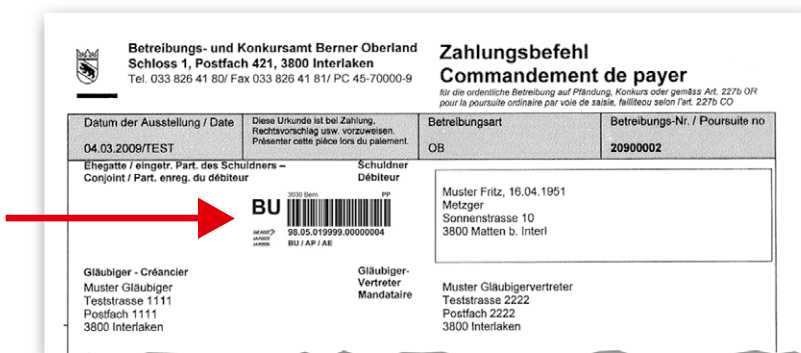 Betreibungs- und Konkursamt Berner Oberland
Schloss 1, Postfach 421, 3800 Interlaken
Tel. 033 826 41 80/ Fax 033 826 41 81/ PC 45-70000-9
Zahlungsbefehl
Commandement de payer
für die ordentliche Betreibung auf Pfändung, Konkurs oder gemäss Art. 227b OR
pour la poursuite ordinaire par voie de saisie, failliteou selon l'art. 227b CO
Datum der Ausstellung / Date
04.03.2009/TEST
Diese Urkunde ist bei Zahlung,
Rechtsvorschlag usw. vorzuweisen.
Présenter cette pièce lors du paiement.
Betreibungsart
OB
Betreibungs-Nr. / Poursuite no
20900002
Ehegatte / eingetr. Part. des Schuldners –
Conjoint / Part. enreg. du débiteur
Schuldner
Débiteur
3030 Bern PP
BU
98.05.019999.00000004
BU / AP / AE
Muster Fritz, 16.04.1951
Metzger
Sonnenstrasse 10
3800 Matten b. Interl
Gläubiger - Créancier
Muster Gläubiger
Teststrasse 1111
Postfach 1111
3800 Interlaken
Gläubiger-
Vertreter
Mandataire
Muster Gläubigervertreter
Teststrasse 2222
Postfach 2222
3800 Interlaken